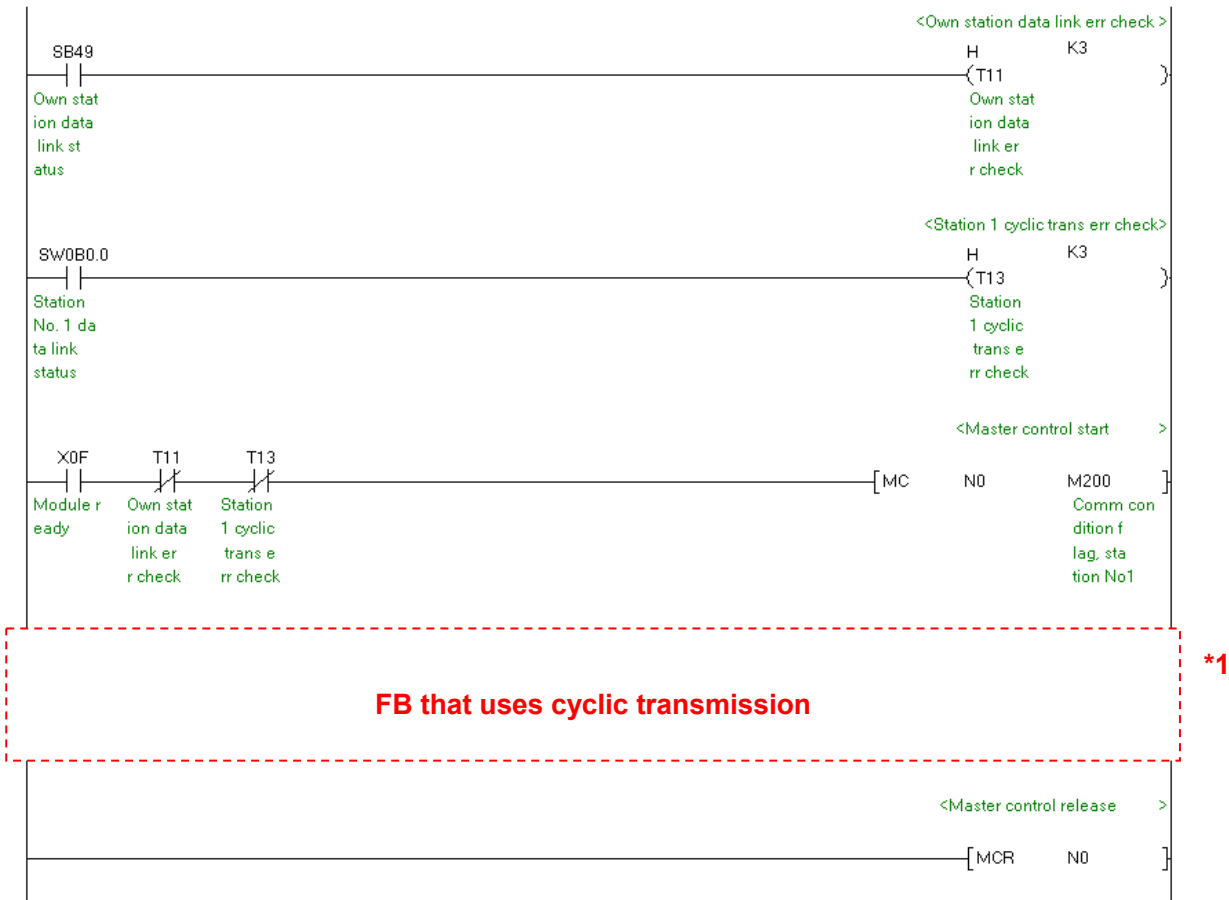 <Own station data link err check >
SB49 H K3
(T11 )
Own stat Own stat
ion data ion data
link st link er
atus r check
<Station 1 cyclic trans err check>
SW0B0.0 H K3
(T13 )
Station Station
No. 1 da 1 cyclic
ta link trans e
status rr check
<Master control start >
X0F T11 T13
[MC N0 M200 ]
Module r Own stat Station Comm con
eady ion data 1 cyclic dition f
link er trans e lag, sta
r check rr check tion No1
*1
FB that uses cyclic transmission
<Master control release >
[MCR N0 ]